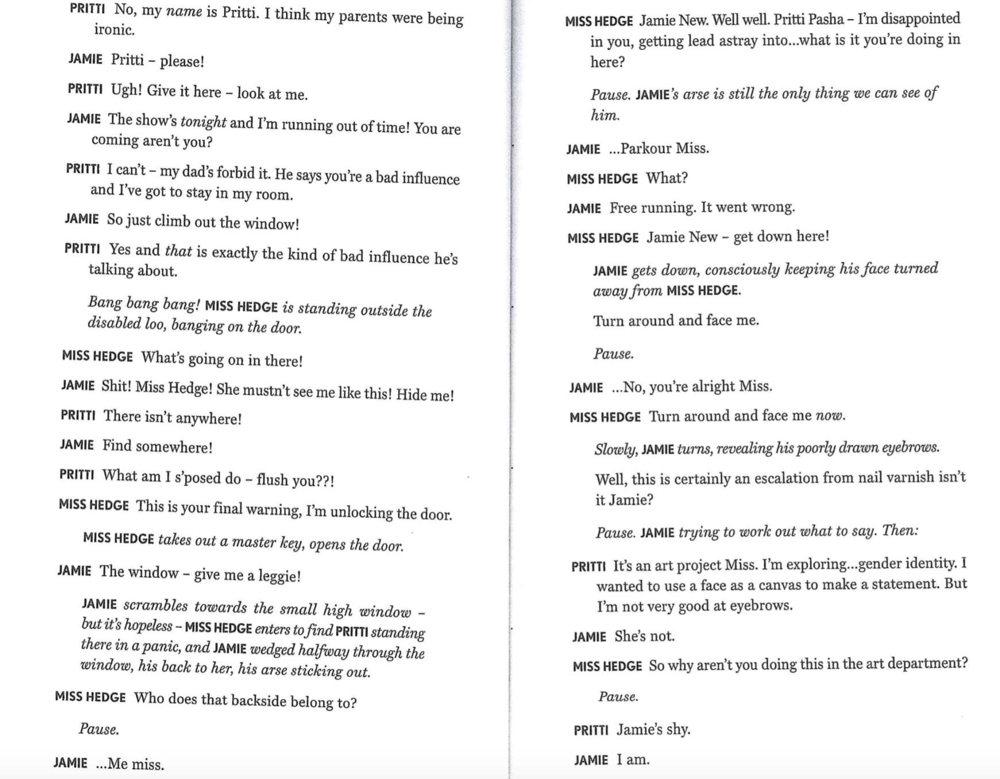 PRITTI No, my name is Pritti. I think my parents were being
ironic.
JAMIE Pritti – please!
PRITTI Ugh! Give it here – look at me.
JAMIE The show's tonight and I'm running out of time! You are
coming aren't you?
PRITTI I can't – my dad's forbid it. He says you're a bad influence
and I've got to stay in my room.
JAMIE So just climb out the window!
PRITTI Yes and that is exactly the kind of bad influence he's
talking about.
Bang bang bang! MISS HEDGE is standing outside the
disabled loo, banging on the door.
MISS HEDGE What's going on in there!
JAMIE Shit! Miss Hedge! She mustn't see me like this! Hide me!
PRITTI There isn't anywhere!
JAMIE Find somewhere!
PRITTI What am I s'posed do – flush you??!
MISS HEDGE This is your final warning, I'm unlocking the door.
MISS HEDGE takes out a master key, opens the door.
JAMIE The window – give me a leggie!
JAMIE scrambles towards the small high window –
but it's hopeless – MISS HEDGE enters to find PRITTI standing
there in a panic, and JAMIE wedged halfway through the
window, his back to her, his arse sticking out.
MISS HEDGE Who does that backside belong to?
Pause.
JAMIE ...Me miss.
MISS HEDGE Jamie New. Well well. Pritti Pasha – I'm disappointed
in you, getting lead astray into...what is it you're doing in
here?
Pause. JAMIE's arse is still the only thing we can see of
him.
JAMIE ...Parkour Miss.
MISS HEDGE What?
JAMIE Free running. It went wrong.
MISS HEDGE Jamie New – get down here!
JAMIE gets down, consciously keeping his face turned
away from MISS HEDGE.
Turn around and face me.
Pause.
JAMIE ...No, you're alright Miss.
MISS HEDGE Turn around and face me now.
Slowly, JAMIE turns, revealing his poorly drawn eyebrows.
Well, this is certainly an escalation from nail varnish isn't
it Jamie?
Pause. JAMIE trying to work out what to say. Then:
PRITTI It's an art project Miss. I'm exploring...gender identity. I
wanted to use a face as a canvas to make a statement. But
I'm not very good at eyebrows.
JAMIE She's not.
MISS HEDGE So why aren't you doing this in the art department?
Pause.
PRITTI Jamie's shy.
JAMIE I am.